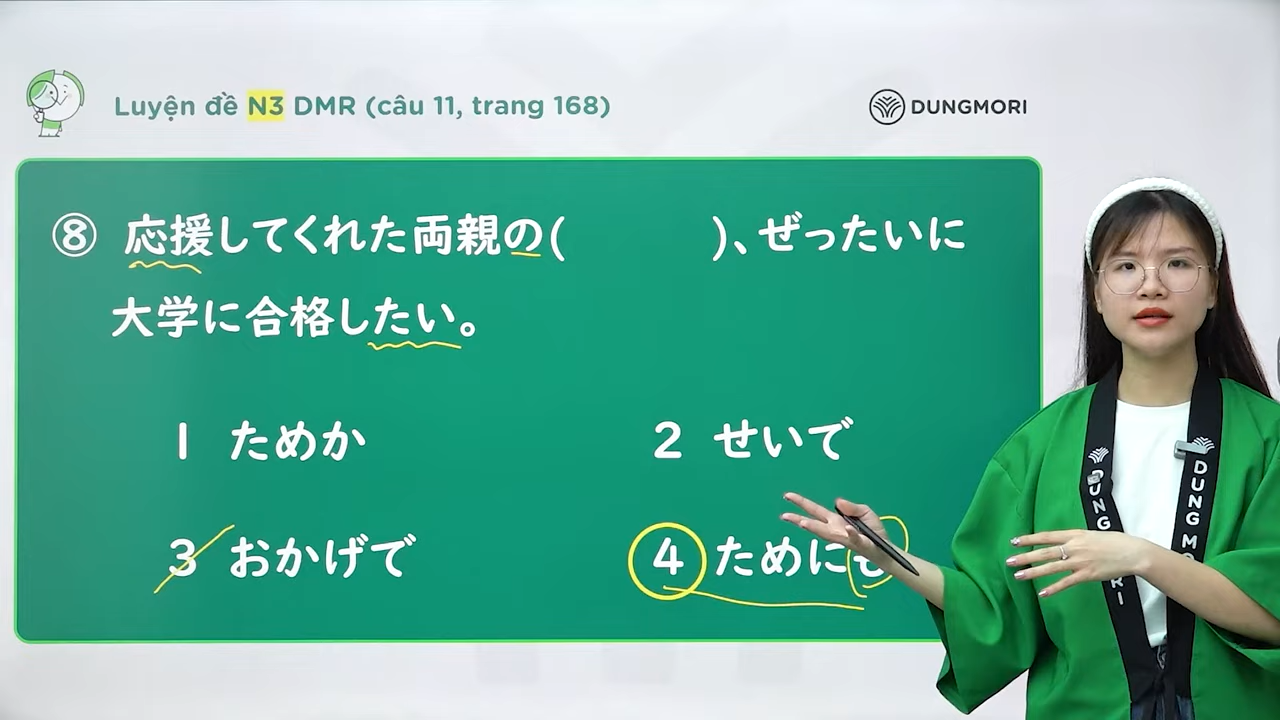 Luyện đề N3 DMR (câu 11, trang 168)
DUNGMORI
⑧ 応援してくれた両親の(　　　)、ぜったいに
大学に合格したい。
1 ためか
2 せいで
3 おかげで
4 ためにも
DUNGMORI
DUNG MORI